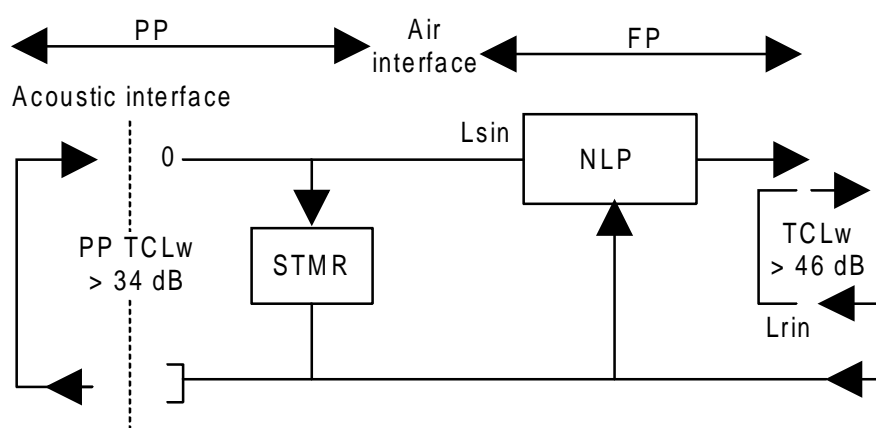 PP
Air
interface
FP
Acoustic interface
0
Lsin
NLP
PP TCLw
> 34 dB
STMR
TCLw
> 46 dB
Lrin